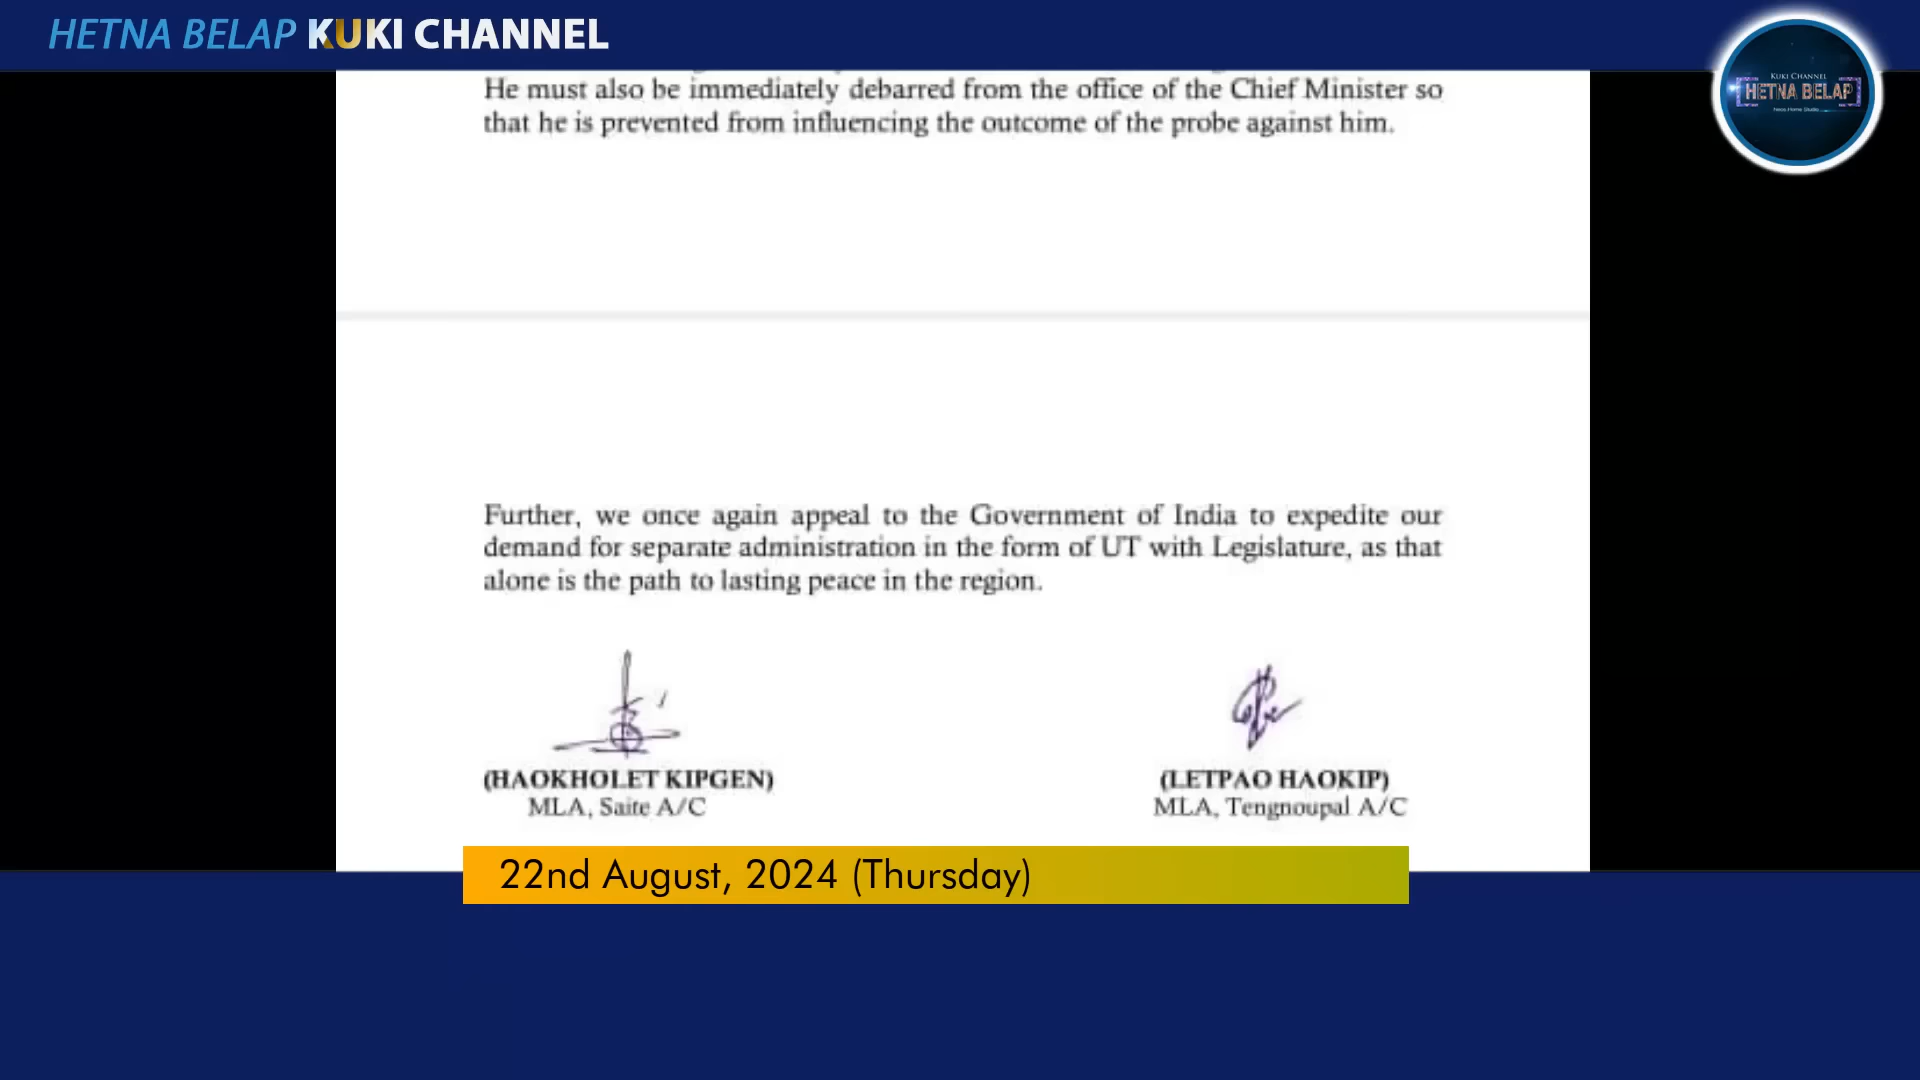 HETNA BELAP KUKI CHANNEL
KUKI CHANNEL
HETNA BELAP
He must also be immediately debarred from the office of the Chief Minister so
that he is prevented from influencing the outcome of the probe against him.
Further, we once again appeal to the Government of India to expedite our
demand for separate administration in the form of UT with Legislature, as that
alone is the path to lasting peace in the region.
(HAOKHOLET KIPGEN)
MLA, Saite A/C
(LETPAO HAOKIP)
MLA, Tengnoupal A/C
22nd August, 2024 (Thursday)